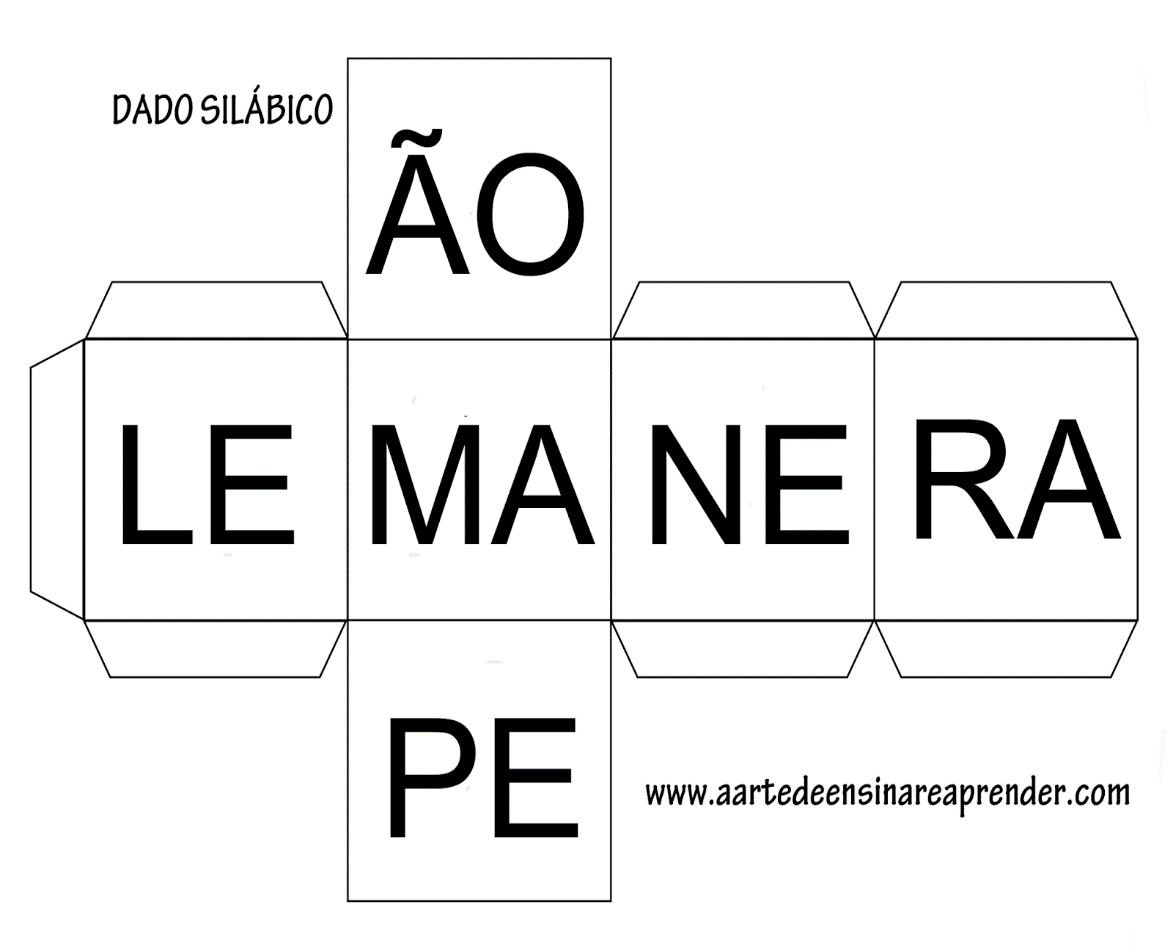 DADO SILÁBICO
ÃO
LE MA NE RA
PE
www.aartedeensinareaprender.com